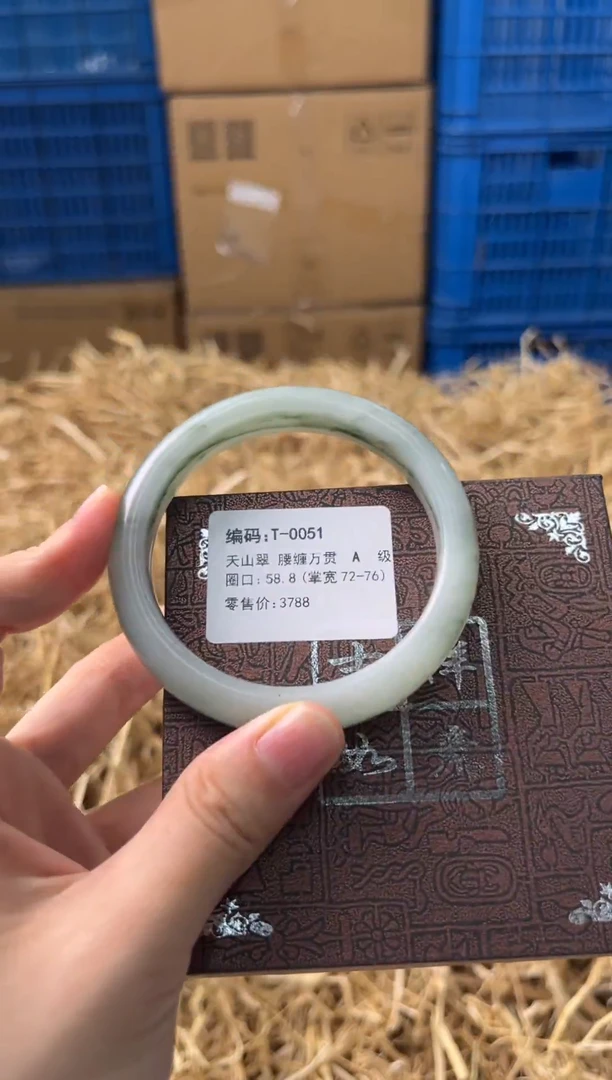 编码:T-0051
天山翠 腰缠万贯 A 级
圈口: 58.8 (掌宽72-76)
零售价:3788